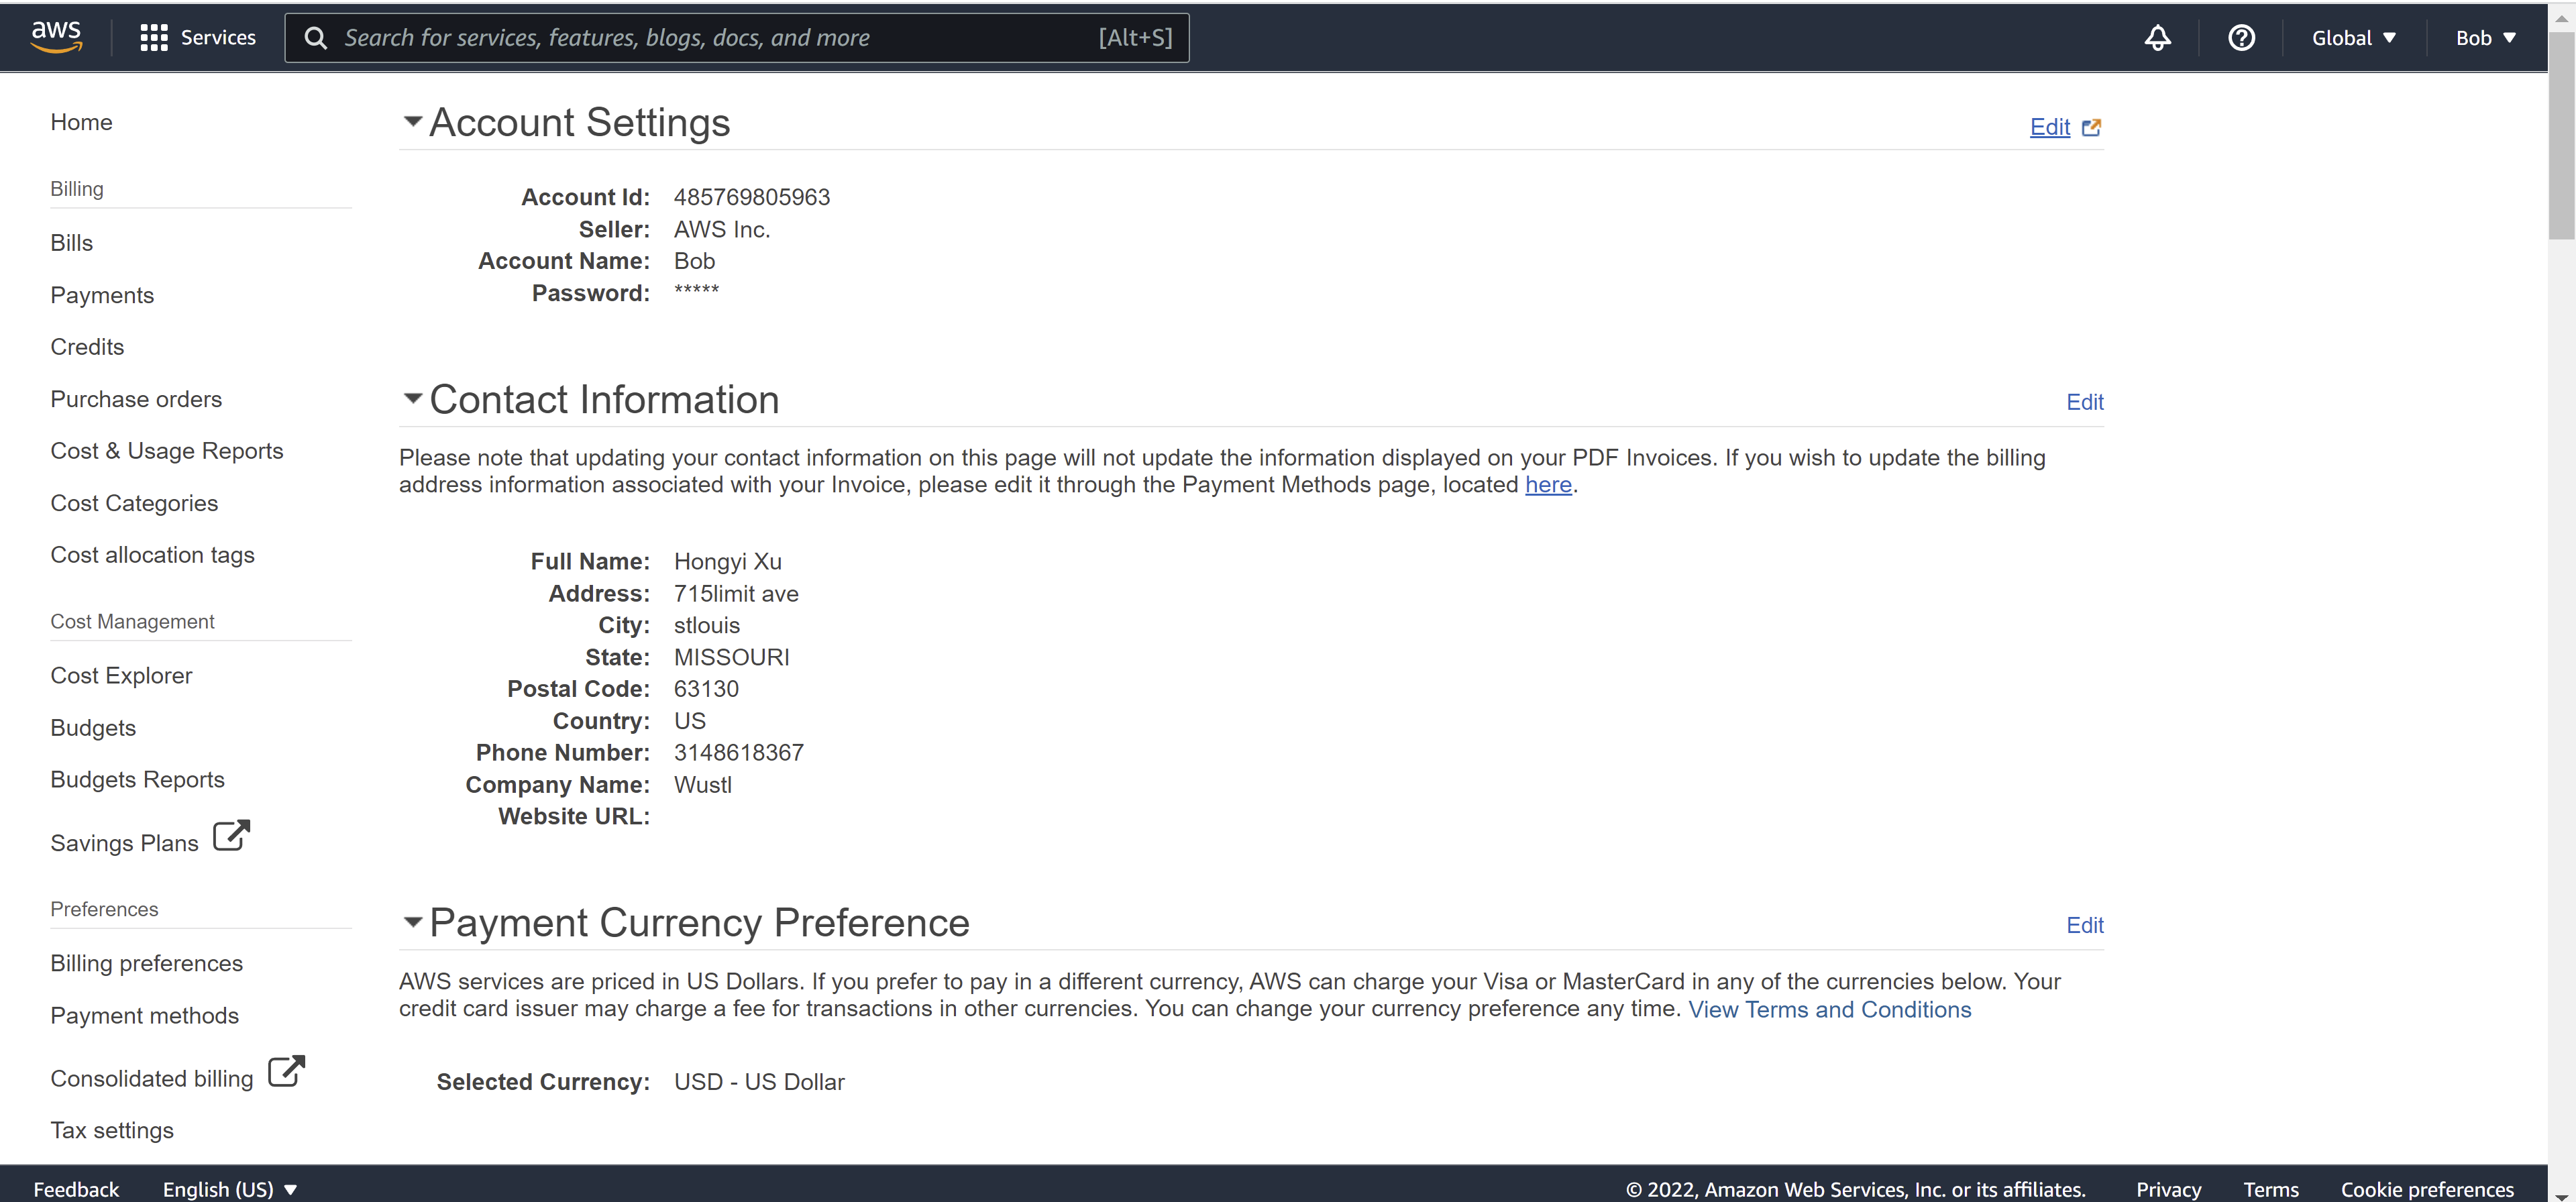 aws Services Search for services, features, blogs, docs, and more [Alt+S] Global Bob
Home
Billing
Bills
Payments
Credits
Purchase orders
Cost & Usage Reports
Cost Categories
Cost allocation tags
Cost Management
Cost Explorer
Budgets
Budgets Reports
Savings Plans
Preferences
Billing preferences
Payment methods
Consolidated billing
Tax settings
Account Settings Edit
Account Id: 485769805963
Seller: AWS Inc.
Account Name: Bob
Password: *****
Contact Information Edit
Please note that updating your contact information on this page will not update the information displayed on your PDF Invoices. If you wish to update the billing
address information associated with your Invoice, please edit it through the Payment Methods page, located here.
Full Name: Hongyi Xu
Address: 715limit ave
City: stlouis
State: MISSOURI
Postal Code: 63130
Country: US
Phone Number: 3148618367
Company Name: Wustl
Website URL:
Payment Currency Preference Edit
AWS services are priced in US Dollars. If you prefer to pay in a different currency, AWS can charge your Visa or MasterCard in any of the currencies below. Your
credit card issuer may charge a fee for transactions in other currencies. You can change your currency preference any time. View Terms and Conditions
Selected Currency: USD - US Dollar
Feedback English (US) © 2022, Amazon Web Services, Inc. or its affiliates. Privacy Terms Cookie preferences